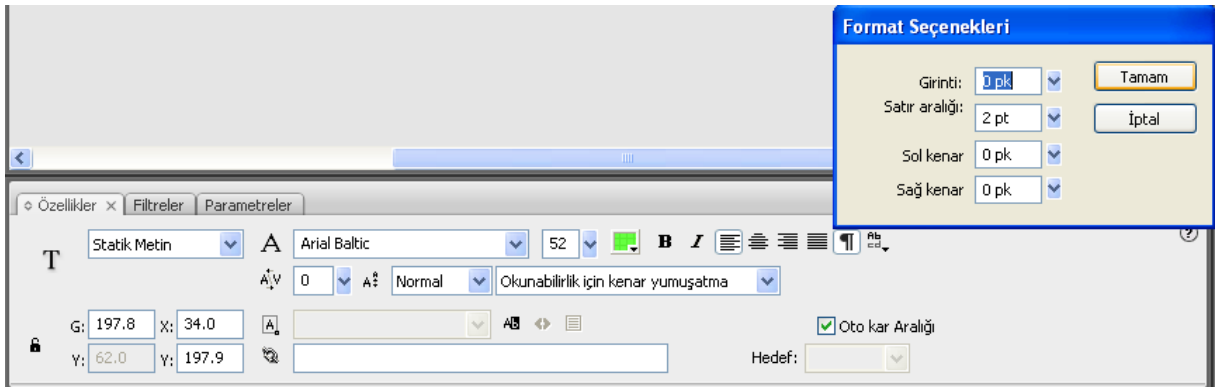 Format Seçenekleri
Girinti: 0 pk Tamam
Satır aralığı: 2 pt İptal
Sol kenar 0 pk
Sağ kenar 0 pk
Özellikler × Filtreler Parametreler
T Statik Metin A Arial Baltic 52 B I ¶ Ab
A V 0 A Normal Okunabilirlik için kenar yumuşatma
G: 197.8 X: 34.0 A AB Oto kar Aralığı
Y: 62.0 Y: 197.9 Hedef: